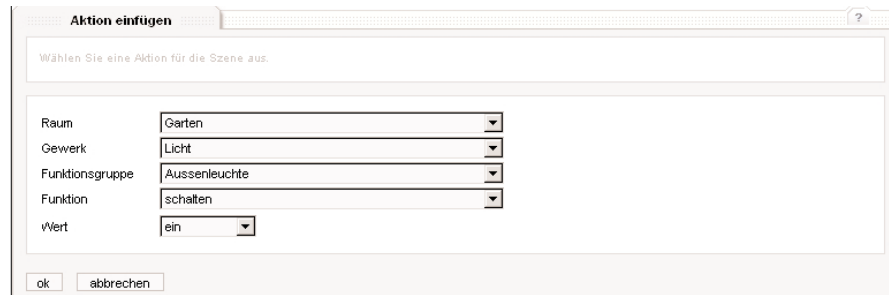 Aktion einfügen
?
Wählen Sie eine Aktion für die Szene aus.
Raum Garten
Gewerk Licht
Funktionsgruppe Aussenleuchte
Funktion schalten
Wert ein
ok abbrechen